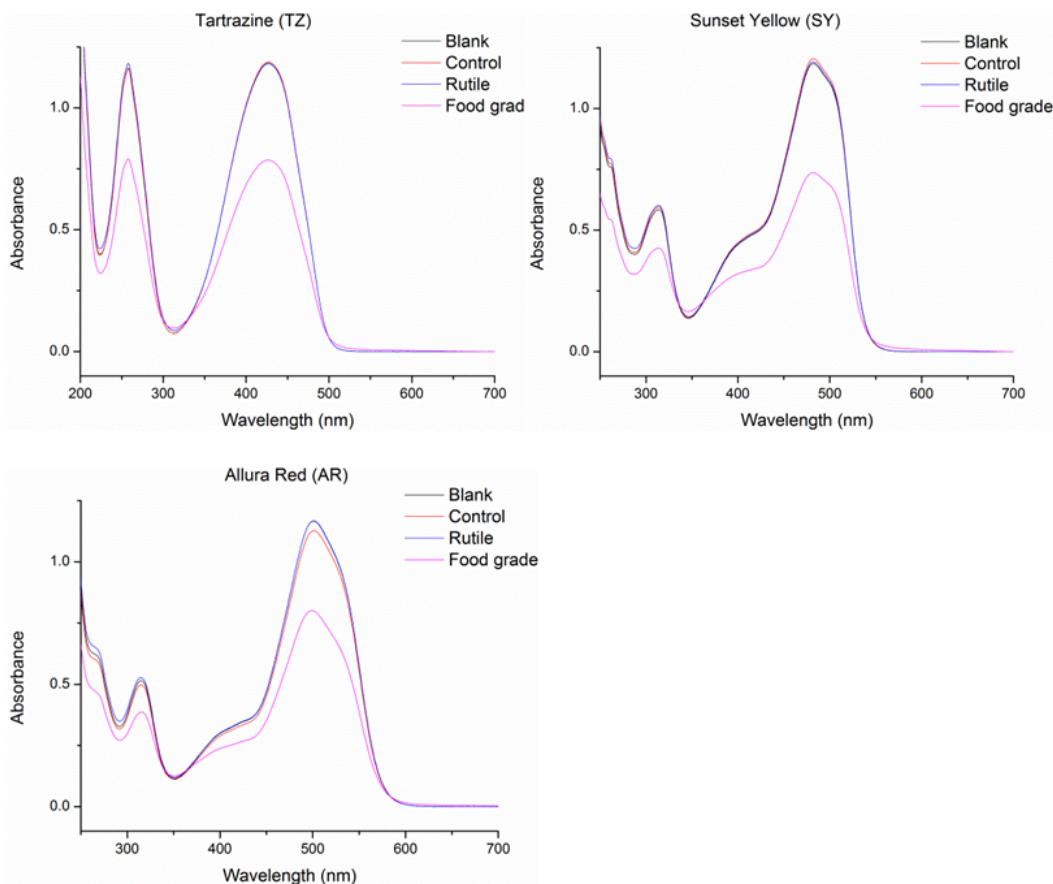 Tartrazine (TZ)
Blank
Control
Rutile
Food grad
1.0
0.5
0.0
Absorbance
200
300
400
500
600
700
Wavelength (nm)
Sunset Yellow (SY)
Blank
Control
Rutile
Food grade
1.0
0.5
0.0
Absorbance
300
400
500
600
700
Wavelength (nm)
Allura Red (AR)
Blank
Control
Rutile
Food grade
1.0
0.5
0.0
Absorbance
300
400
500
600
700
Wavelength (nm)